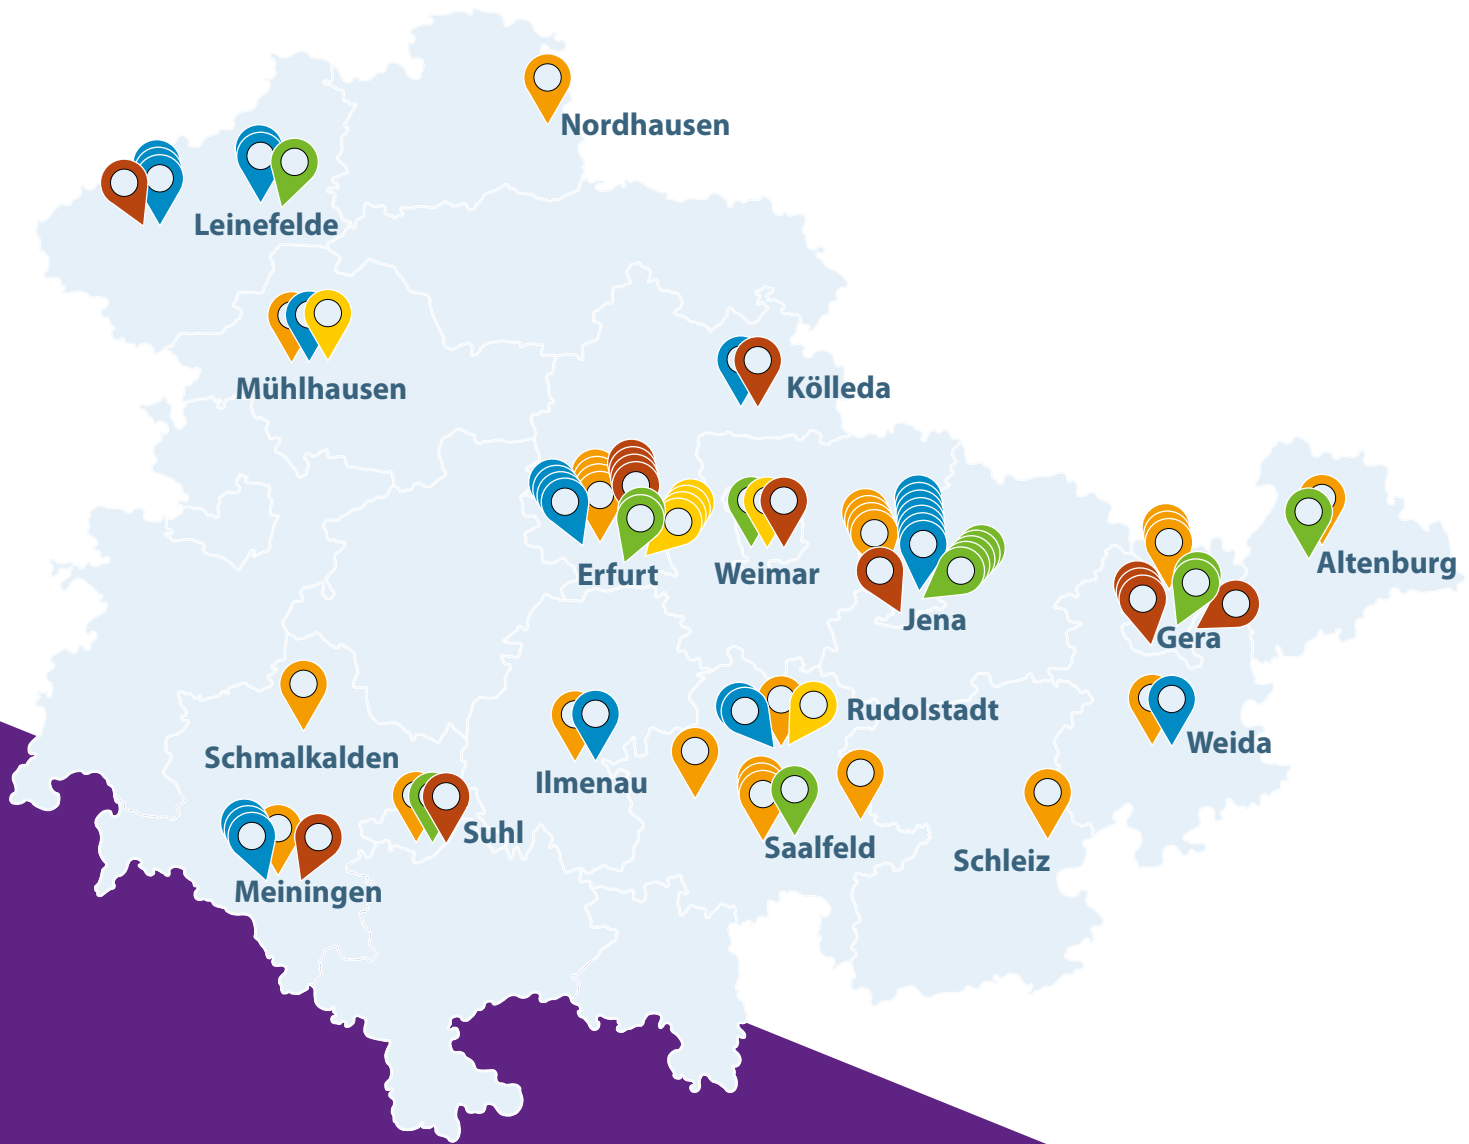 Nordhausen
Leinefelde
Mühlhausen
Kölleda
Erfurt
Weimar
Jena
Altenburg
Gera
Rudolstadt
Weida
Schmalkalden
Ilmenau
Suhl
Saalfeld
Schleiz
Meiningen